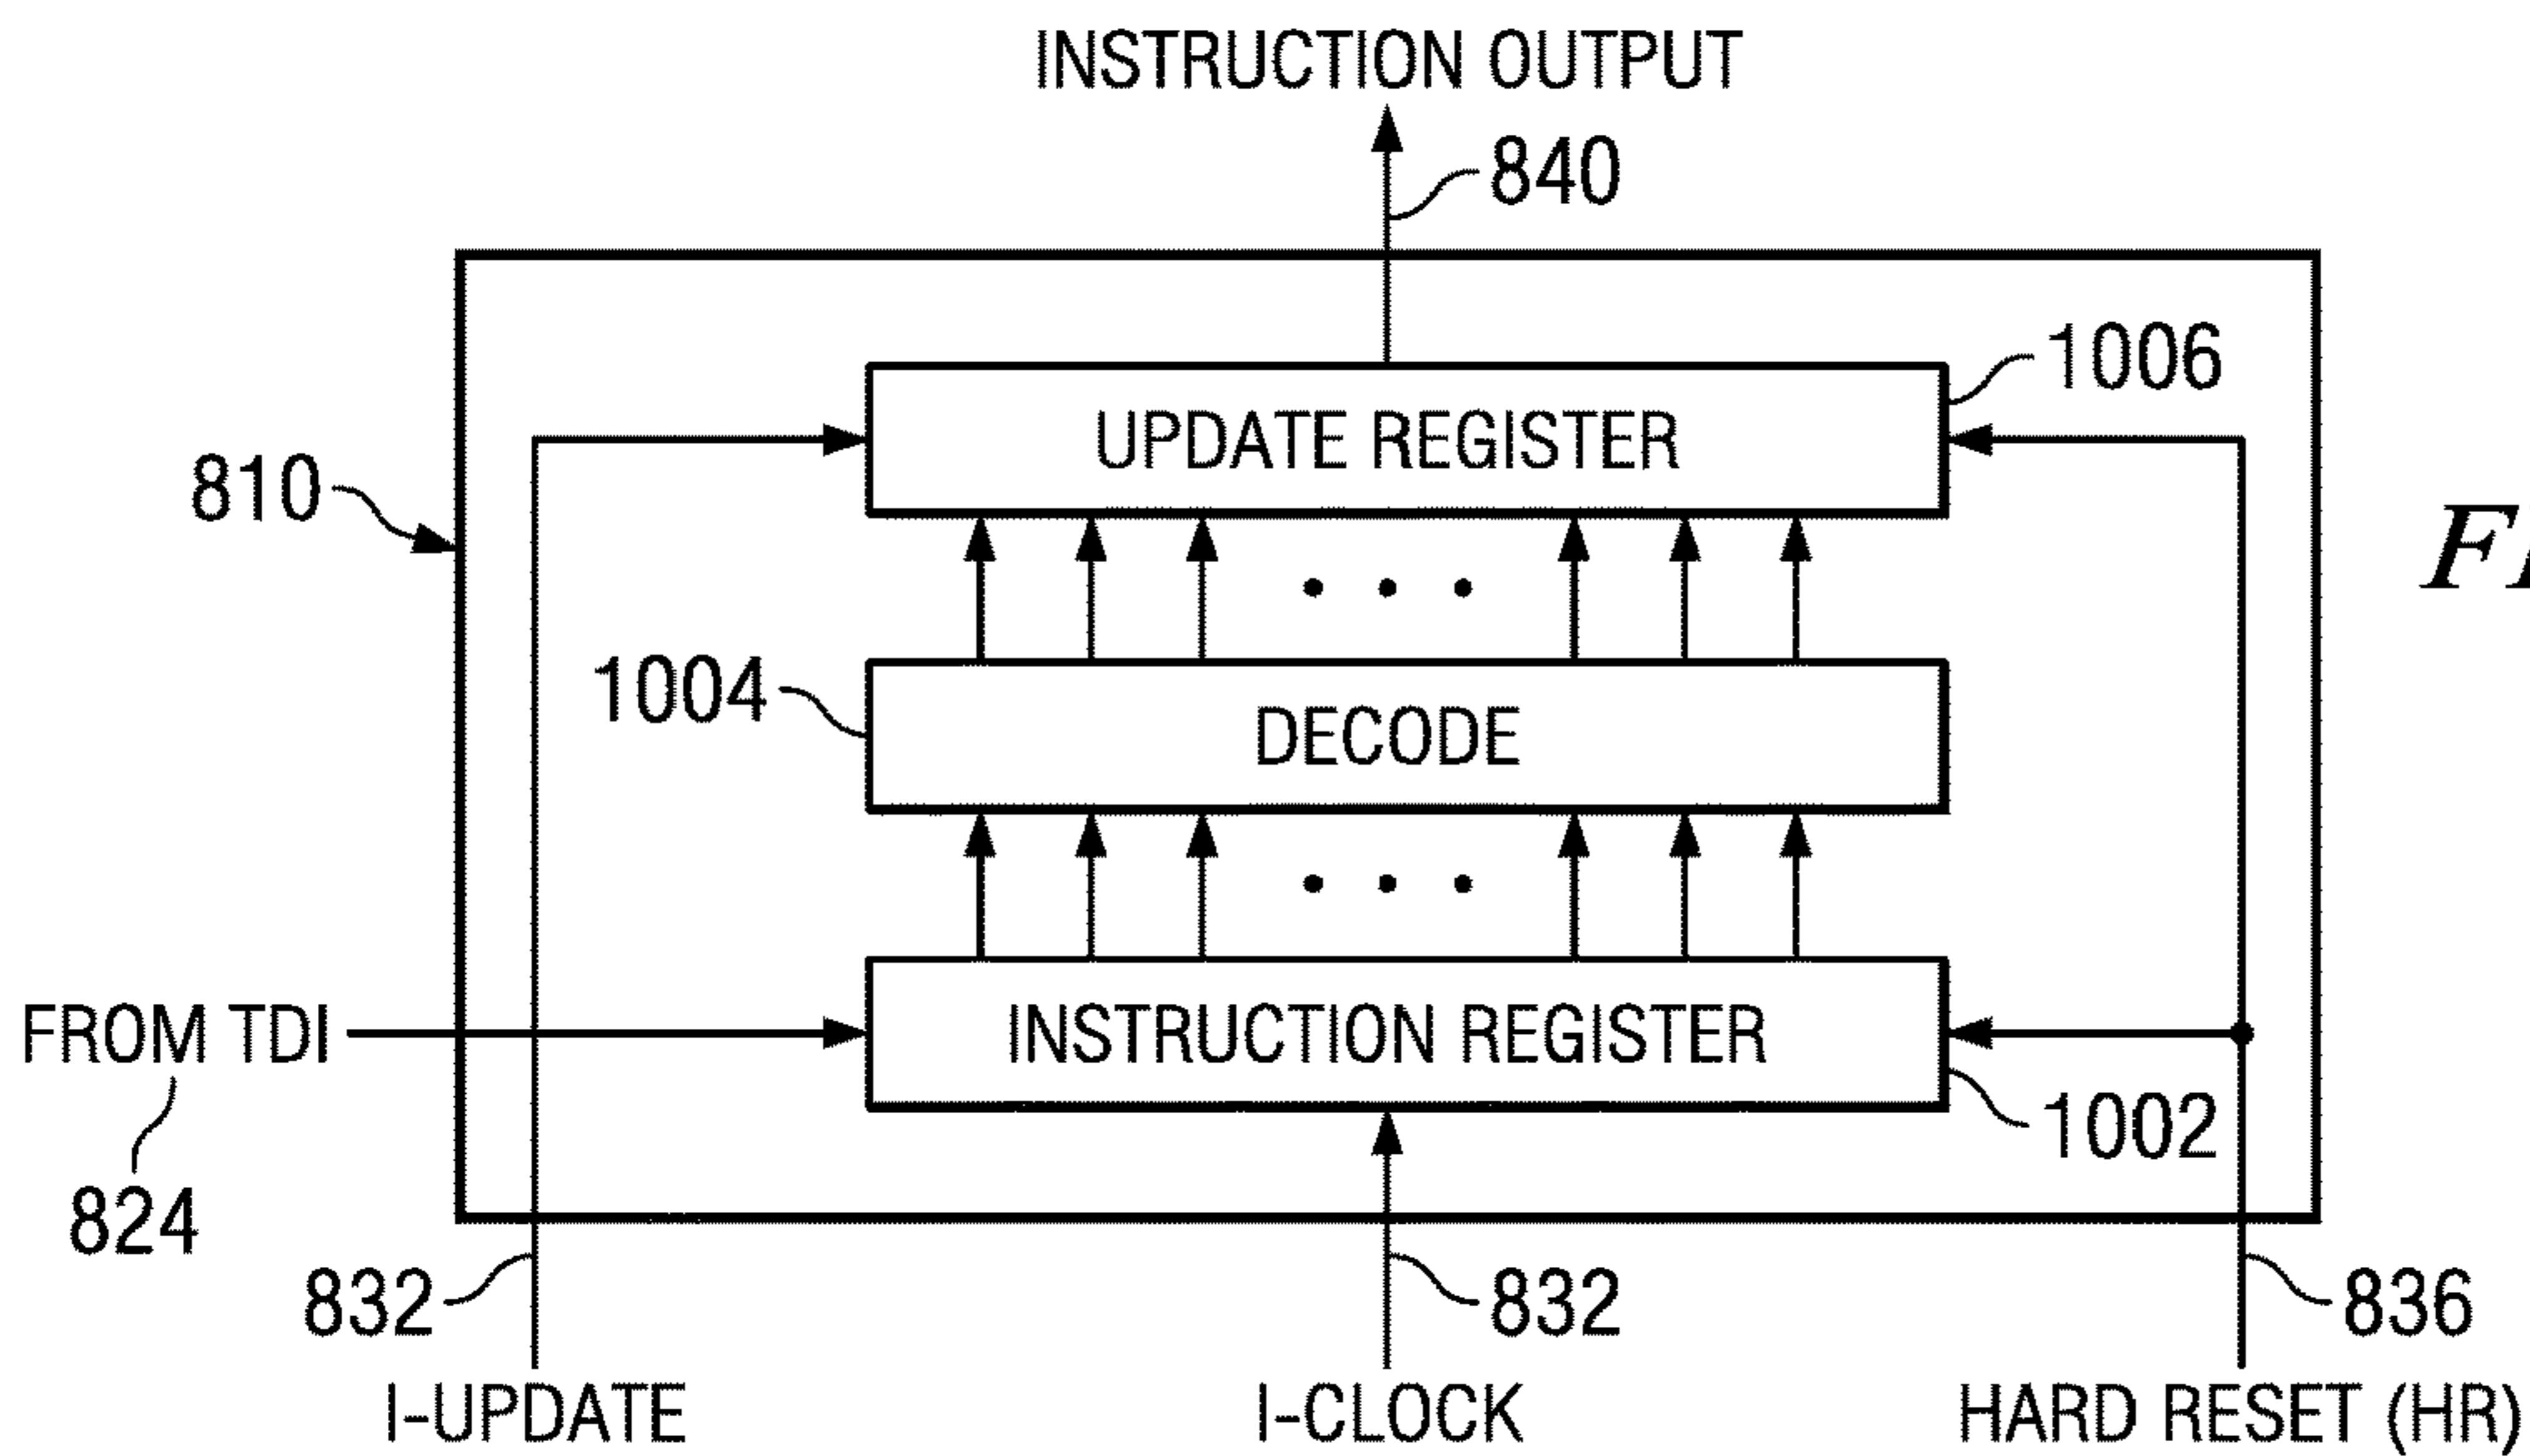 INSTRUCTION OUTPUT
840
1006
UPDATE REGISTER
810
1004
DECODE
FROM TDI
INSTRUCTION REGISTER
1002
824
832
832
836
I-UPDATE
I-CLOCK
HARD RESET (HR)